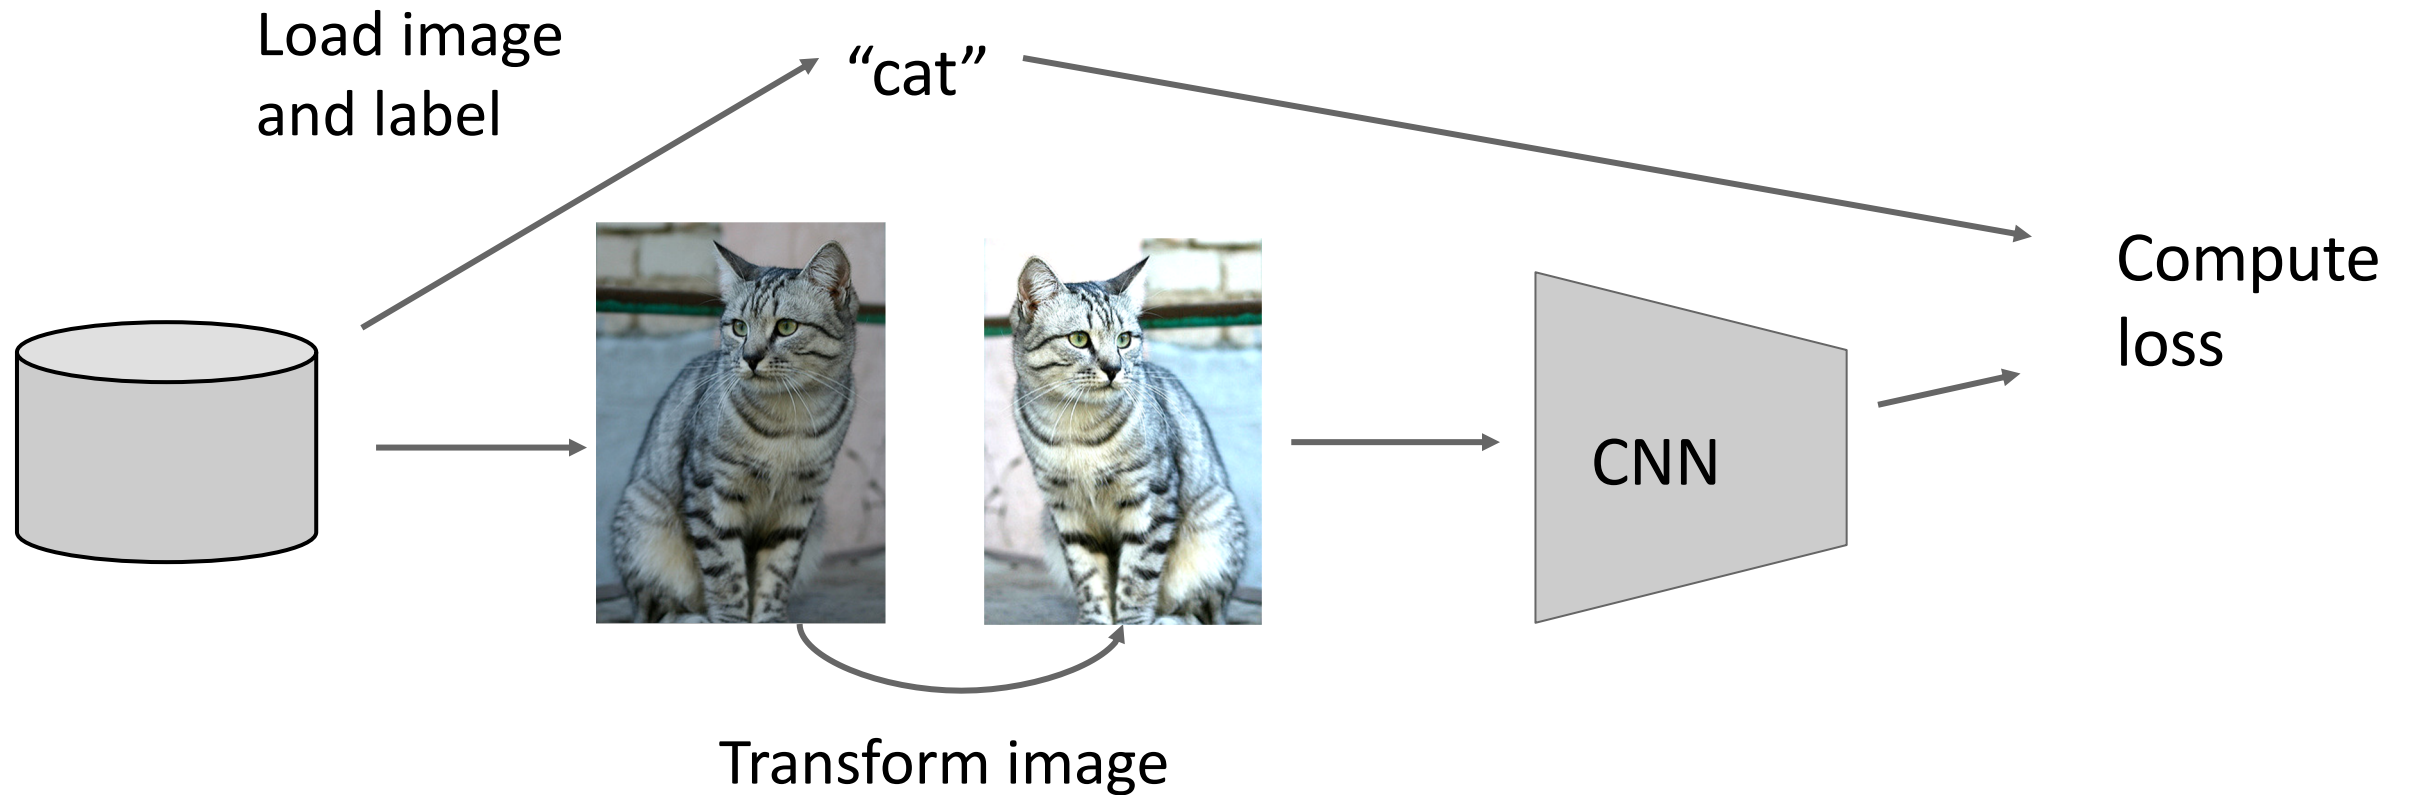 Load image
and label
“cat”
Compute
loss
CNN
Transform image